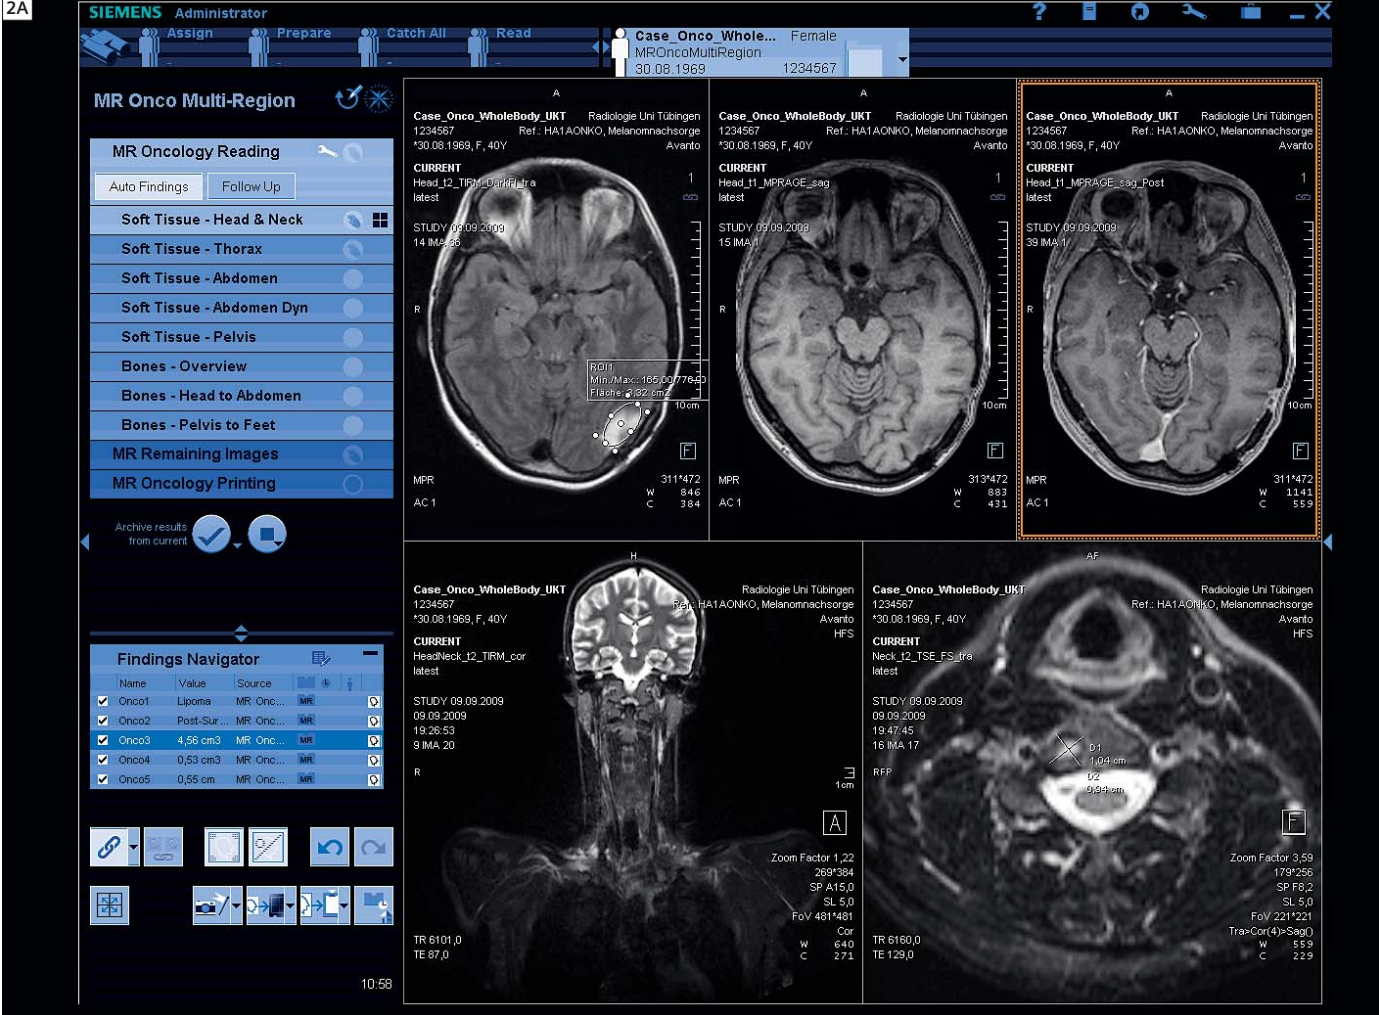 2A
SIEMENS Administrator
Assign
Prepare
Catch All
Read
Case_Onco_Whole... Female
MROncoMultiRegion
30.08.1969 1234567
MR Onco Multi-Region
MR Oncology Reading
Auto Findings
Follow Up
Soft Tissue - Head & Neck
Soft Tissue - Thorax
Soft Tissue - Abdomen
Soft Tissue - Abdomen Dyn
Soft Tissue - Pelvis
Bones - Overview
Bones - Head to Abdomen
Bones - Pelvis to Feet
MR Remaining Images
MR Oncology Printing
Archive results
from current
Findings Navigator
Name Value Source
Onco1 Lipoma MR Onc... MR
Onco2 Post-Sur... MR Onc... MR
Onco3 4,56 cm3 MR Onc... MR
Onco4 0,53 cm3 MR Onc... MR
Onco5 0,55 cm MR Onc... MR
10:58
A
Case_Onco_WholeBody_UKT Radiologie Uni Tübingen
1234567 Ref.: HA1AONKO, Melanomnachsorge
*30.08.1969, F, 40Y Avanto
CURRENT
Head_t2_TIRM_DarkFl_tra
latest
1
STUDY 09.09.2009
14 IMA 36
R
ROI1
Min./Max.: 165,00/776,00
Fläche: 3,32 cm2
10cm
F
MPR 311*472
W 846
AC 1 C 384
A
Case_Onco_WholeBody_UKT Radiologie Uni Tübingen
1234567 Ref.: HA1AONKO, Melanomnachsorge
*30.08.1969, F, 40Y Avanto
CURRENT
Head_t1_MPRAGE_sag
latest
1
STUDY 09.09.2009
15 IMA 1
R
10cm
F
MPR 313*472
W 883
AC 1 C 431
A
Case_Onco_WholeBody_UKT Radiologie Uni Tübingen
1234567 Ref.: HA1AONKO, Melanomnachsorge
*30.08.1969, F, 40Y Avanto
CURRENT
Head_t1_MPRAGE_sag_Post
latest
1
STUDY 09.09.2009
39 IMA 1
R
10cm
F
MPR 311*472
W 1141
AC 1 C 559
H
Case_Onco_WholeBody_UKT Radiologie Uni Tübingen
1234567 Ref.: HA1AONKO, Melanomnachsorge
*30.08.1969, F, 40Y Avanto
HFS
CURRENT
HeadNeck_t2_TIRM_cor
latest
STUDY 09.09.2009
09.09.2009
19:26:53
9 IMA 20
R
1cm
A
Zoom Factor 1,22
269*384
SP A15,0
SL 5,0
FoV 481*481
Cor
TR 6101,0 W 640
TE 87,0 C 271
AF
Case_Onco_WholeBody_UKT Radiologie Uni Tübingen
1234567 Ref.: HA1AONKO, Melanomnachsorge
*30.08.1969, F, 40Y Avanto
HFS
CURRENT
Neck_t2_TSE_FS_tra
latest
STUDY 09.09.2009
09.09.2009
19:47:45
16 IMA 17
RFP
D1
1,04 cm
D2
0,94 cm
F
Zoom Factor 3,59
179*256
SP F8,2
SL 5,0
FoV 221*221
Tra>Cor(4)>Sag()
TR 6160,0 W 559
TE 129,0 C 229